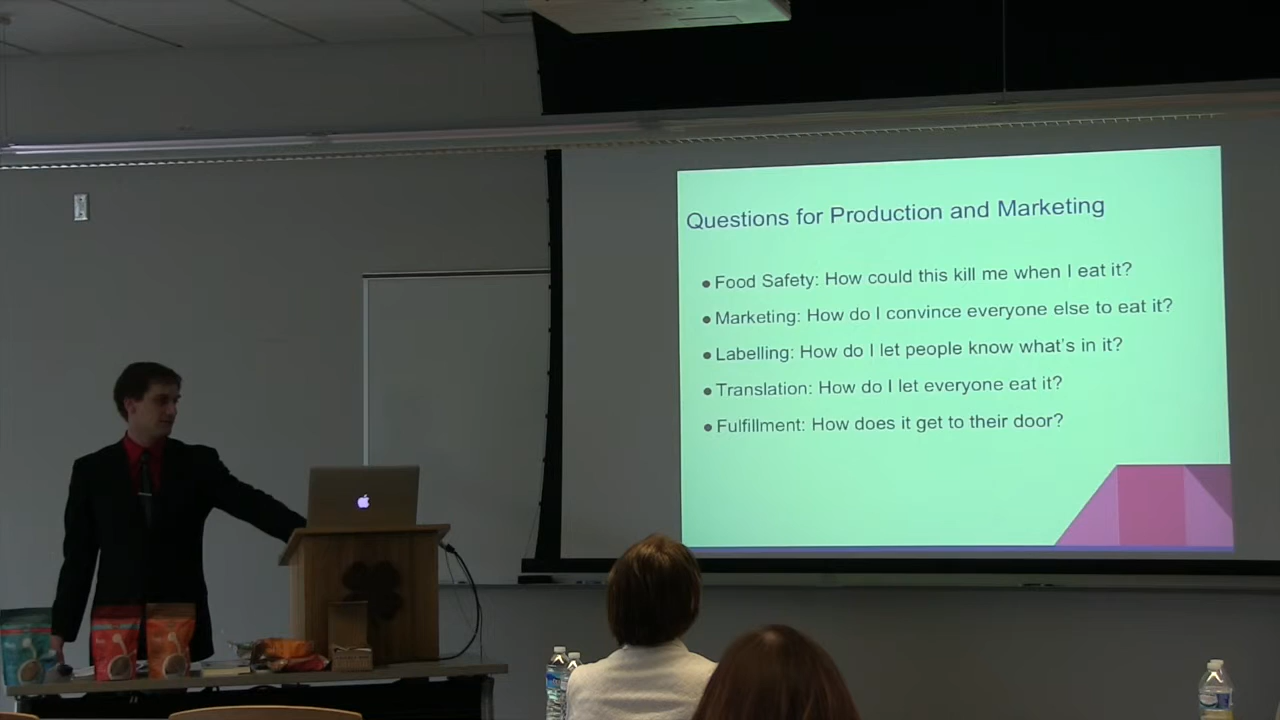 Questions for Production and Marketing
● Food Safety: How could this kill me when I eat it?
● Marketing: How do I convince everyone else to eat it?
● Labelling: How do I let people know what's in it?
● Translation: How do I let everyone eat it?
● Fulfillment: How does it get to their door?